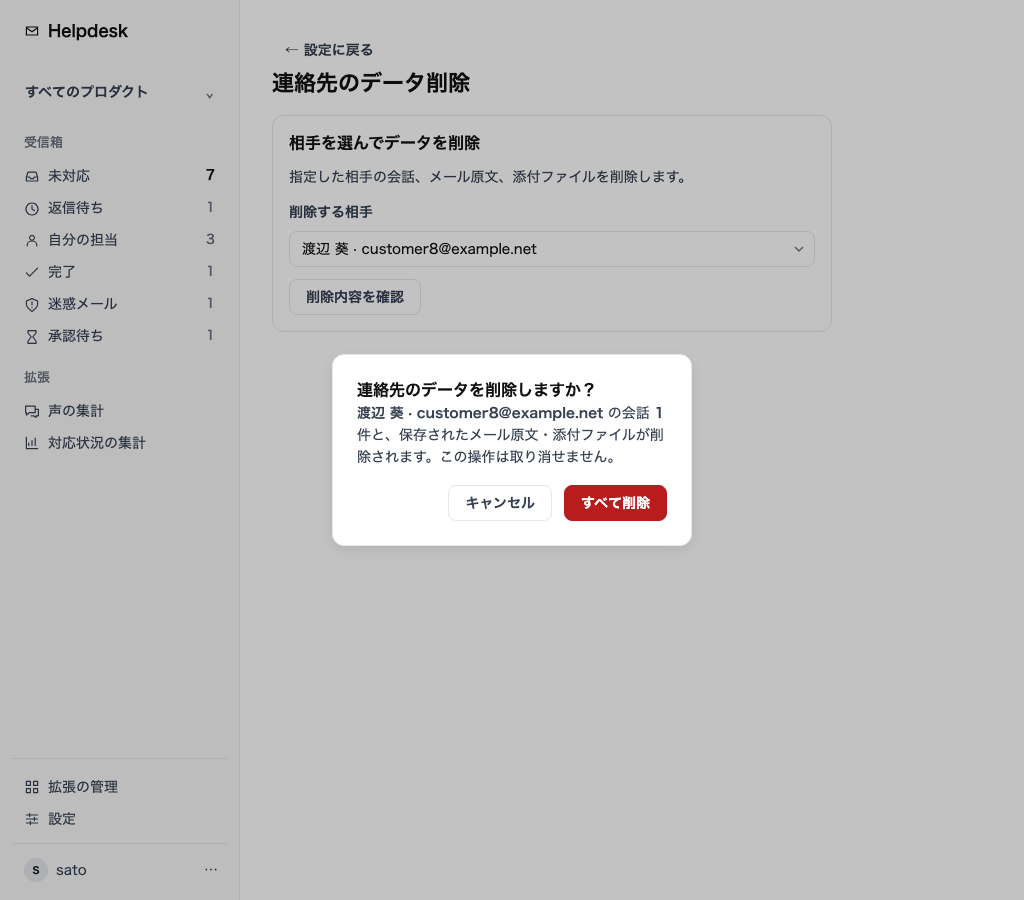 Helpdesk
すべてのプロダクト
受信箱
未対応 7
返信待ち 1
自分の担当 3
完了 1
迷惑メール 1
承認待ち 1
拡張
声の集計
対応状況の集計
拡張の管理
設定
S sato ···
← 設定に戻る
連絡先のデータ削除
相手を選んでデータを削除
指定した相手の会話、メール原文、添付ファイルを削除します。
削除する相手
渡辺 葵 · customer8@example.net
削除内容を確認
連絡先のデータを削除しますか？
渡辺 葵 · customer8@example.net の会話 1
件と、保存されたメール原文・添付ファイルが削
除されます。この操作は取り消せません。
キャンセル すべて削除